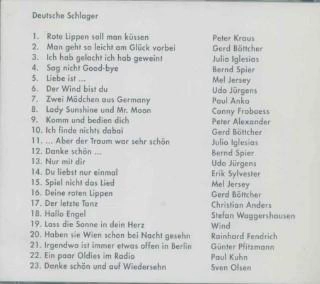 Deutsche Schlager
1. Rote Lippen soll man küssen Peter Kraus
2. Man geht so leicht am Glück vorbei Gerd Böttcher
3. Ich hab gelacht ich hab geweint Julio Iglesias
4. Sag nicht Good-bye Bernd Spier
5. Liebe ist ... Mel Jersey
6. Der Wind bist du Udo Jürgens
7. Zwei Mädchen aus Germany Paul Anka
8. Lady Sunshine und Mr. Moon Conny Froboess
9. Komm und bedien dich Peter Alexander
10. Ich finde nichts dabei Gerd Böttcher
11. ... Aber der Traum war sehr schön Julio Iglesias
12. Danke schön ... Bernd Spier
13. Nur mit dir Udo Jürgens
14. Du liebst nur einmal Erik Sylvester
15. Spiel nicht das Lied Mel Jersey
16. Deine roten Lippen Gerd Böttcher
17. Der letzte Tanz Christian Anders
18. Hallo Engel Stefan Waggershausen
19. Lass die Sonne in dein Herz Wind
20. Haben sie Wien schon bei Nacht gesehn Rainhard Fendrich
21. Irgendwo ist immer etwas offen in Berlin Günter Pfitzmann
22. Ein paar Oldies im Radio Paul Kuhn
23. Danke schön und auf Wiedersehn Sven Olsen